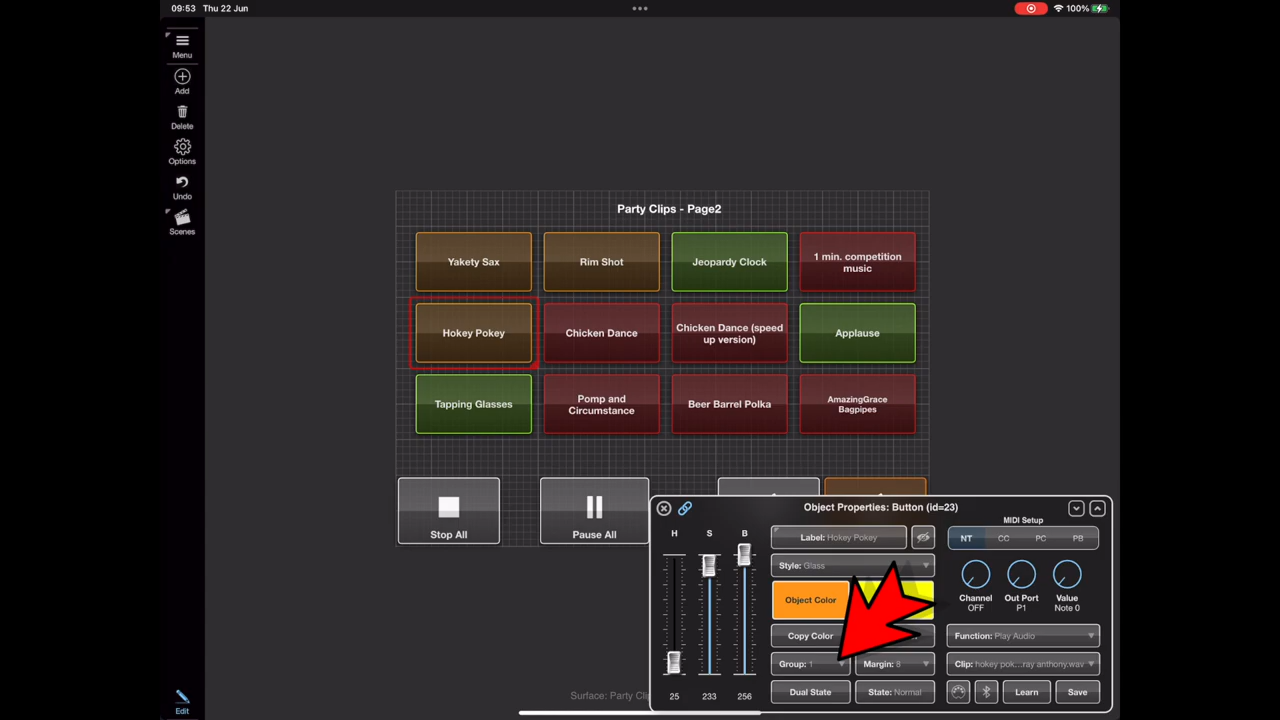 09:53 Thu 22 Jun
100%
Menu
Add
Delete
Options
Undo
Scenes
Edit
Party Clips - Page2
Yakety Sax
Rim Shot
Jeopardy Clock
1 min. competition
music
Hokey Pokey
Chicken Dance
Chicken Dance (speed
up version)
Applause
Tapping Glasses
Pomp and
Circumstance
Beer Barrel Polka
AmazingGrace
Bagpipes
Stop All
Pause All
Surface: Party Cli
Object Properties: Button (id=23)
H
S
B
25
233
256
Label: Hokey Pokey
Style: Glass
Object Color
Copy Color
Group: 1
Margin: 8
Dual State
State: Normal
MIDI Setup
NT
CC
PC
PB
Channel
OFF
Out Port
P1
Value
Note 0
Function: Play Audio
Clip: hokey pok...ray anthony.wav
Learn
Save